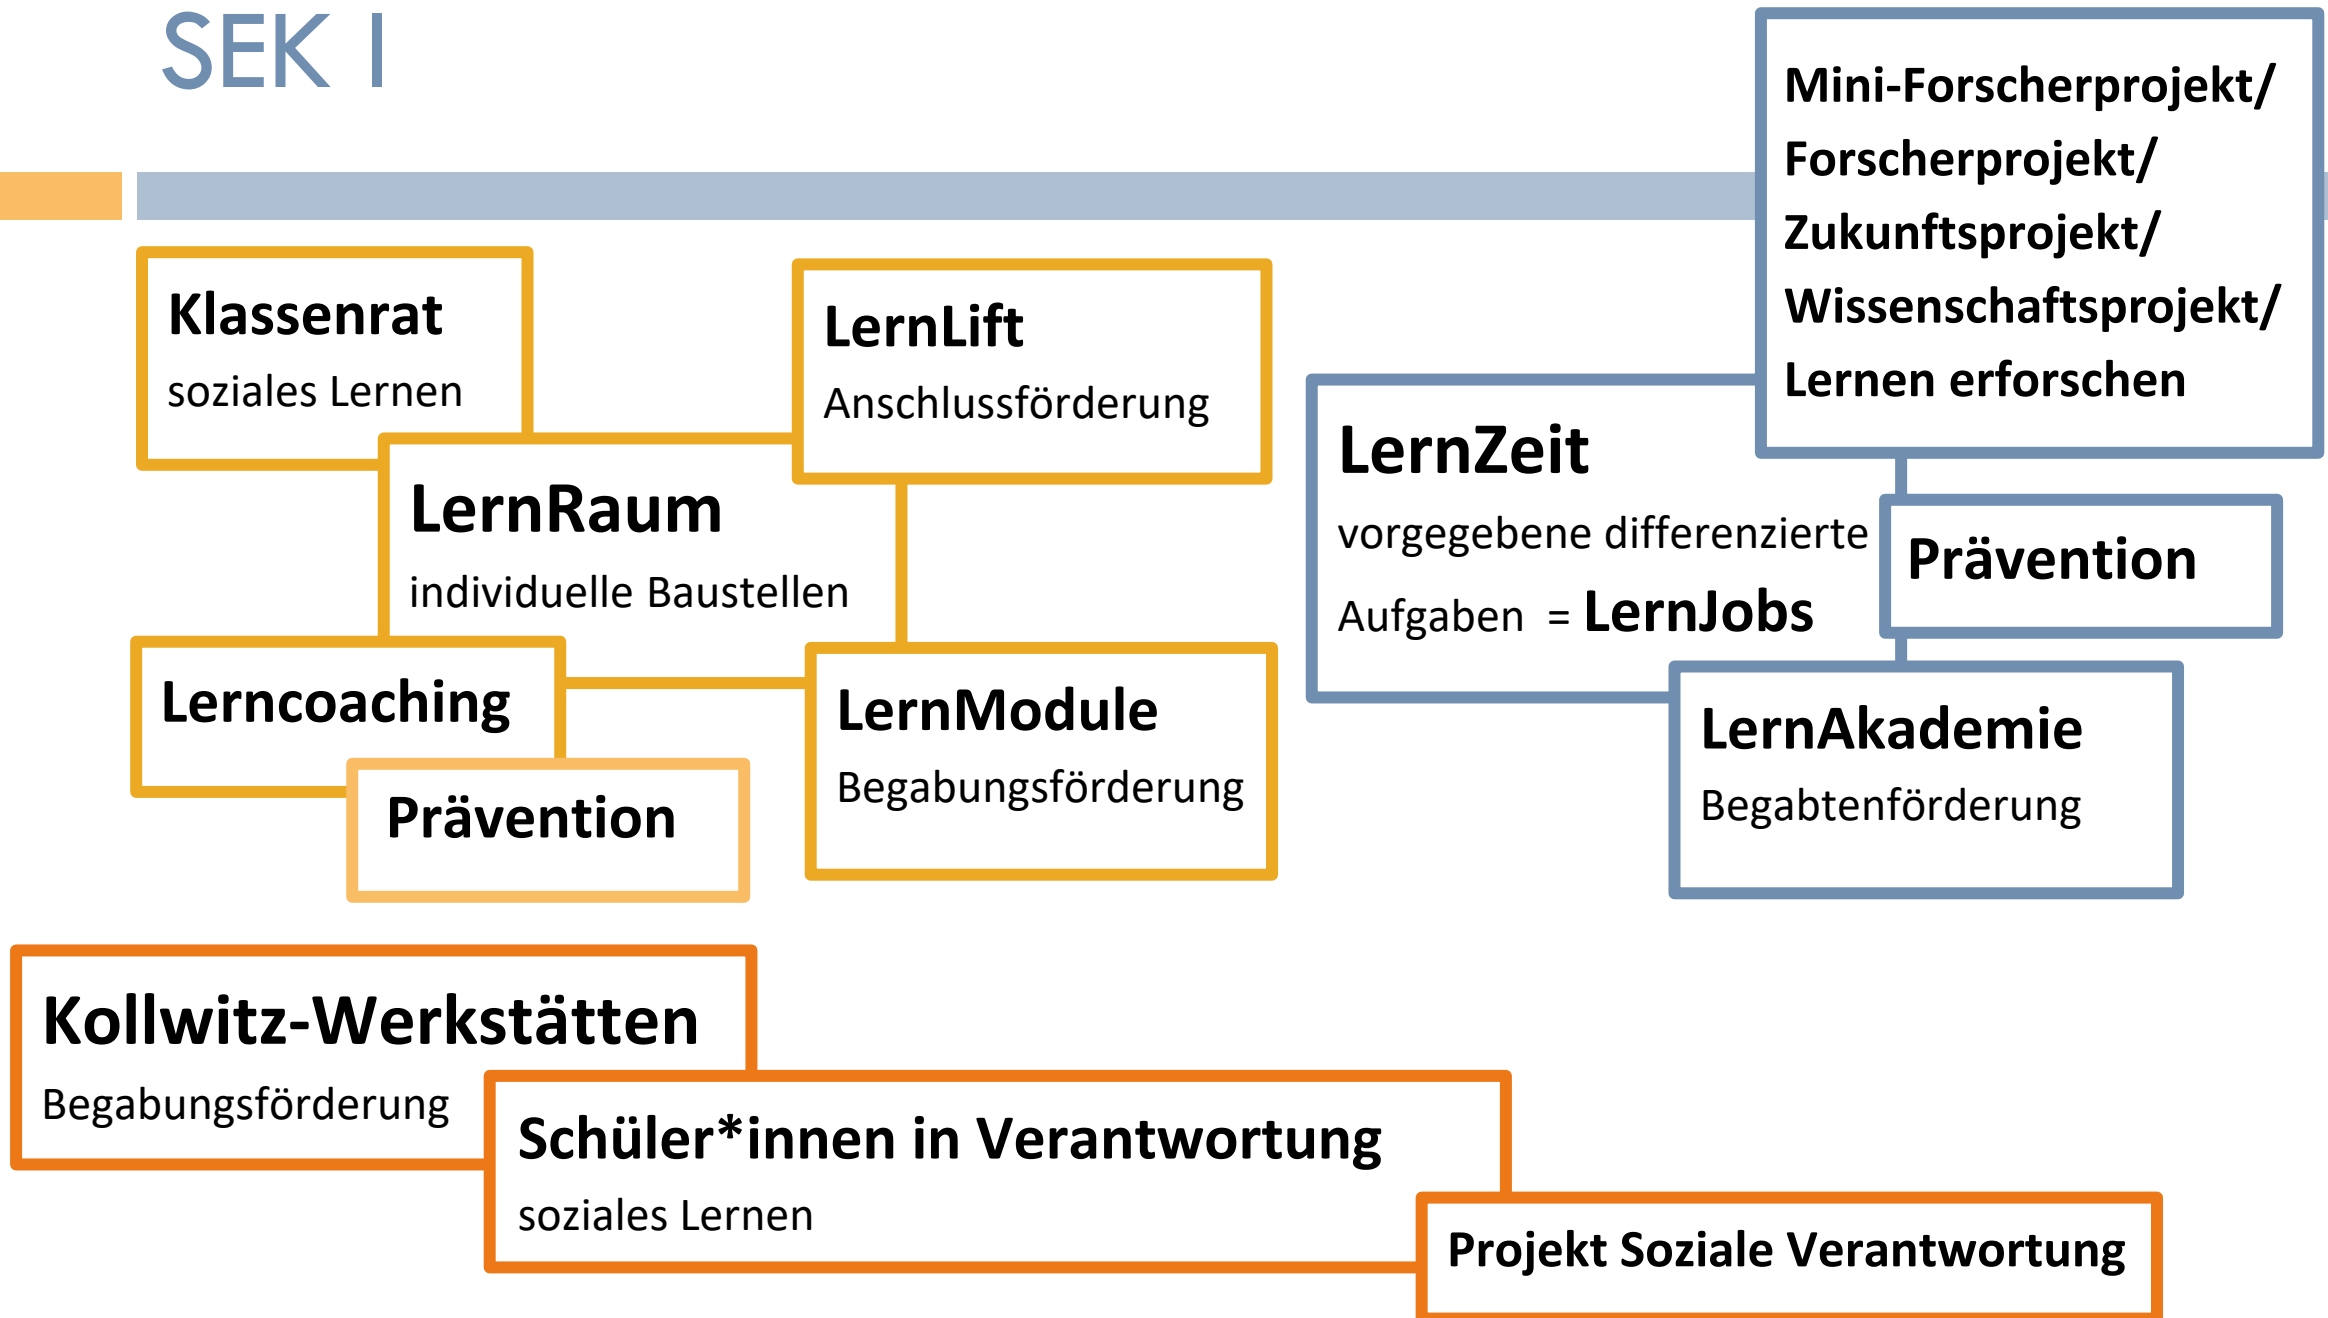 SEK I
Klassenrat
soziales Lernen
LernLift
Anschlussförderung
LernRaum
individuelle Baustellen
Lerncoaching
Prävention
LernModule
Begabungsförderung
Mini-Forscherprojekt/
Forscherprojekt/
Zukunftsprojekt/
Wissenschaftsprojekt/
Lernen erforschen
LernZeit
vorgegebene differenzierte
Aufgaben = LernJobs
Prävention
LernAkademie
Begabtenförderung
Kollwitz-Werkstätten
Begabungsförderung
Schüler*innen in Verantwortung
soziales Lernen
Projekt Soziale Verantwortung